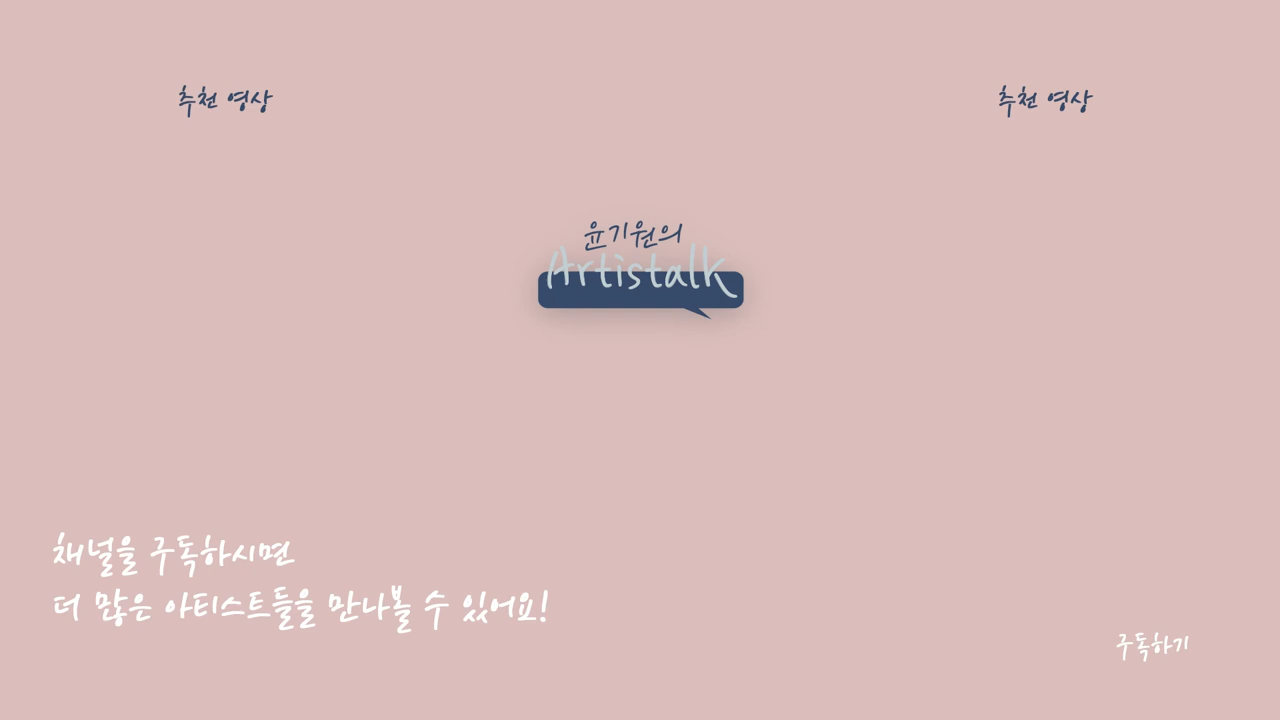 추천 영상
추천 영상
윤기원의
Artistalk
채널을 구독하시면
더 많은 아티스트들을 만나볼 수 있어요!
구독하기